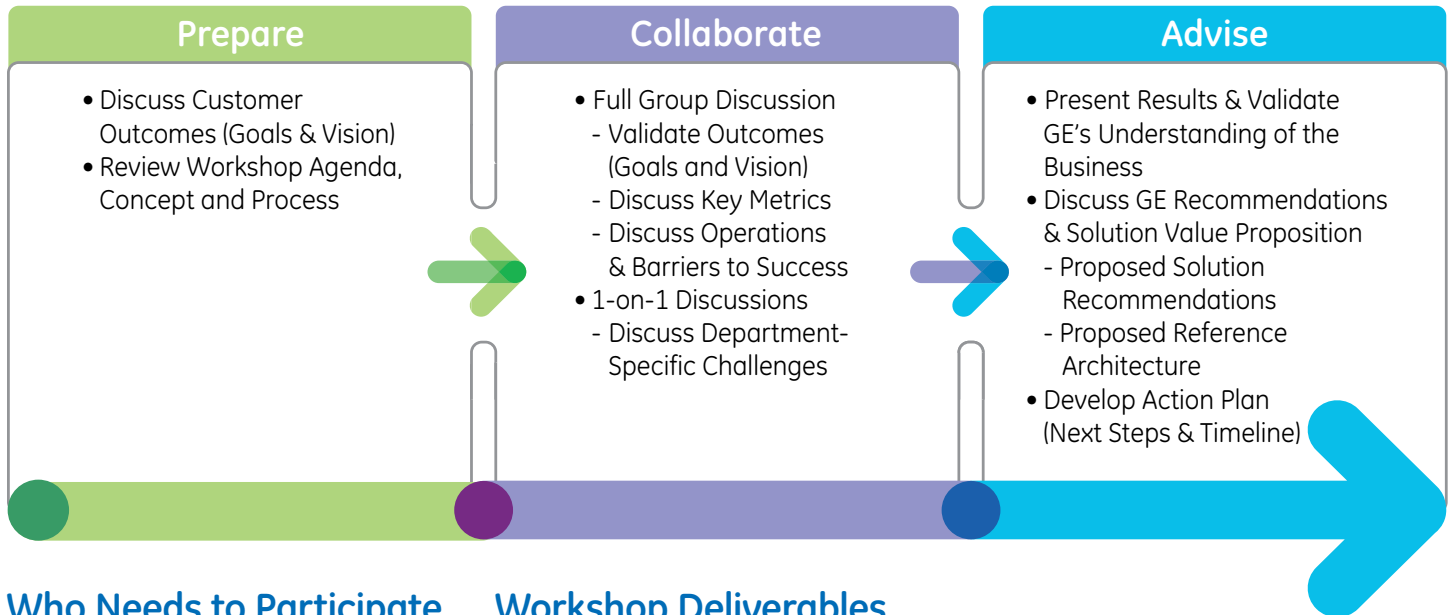 Prepare
• Discuss Customer
Outcomes (Goals & Vision)
• Review Workshop Agenda,
Concept and Process
Collaborate
• Full Group Discussion
- Validate Outcomes
(Goals and Vision)
- Discuss Key Metrics
- Discuss Operations
& Barriers to Success
• 1-on-1 Discussions
- Discuss Department-
Specific Challenges
Advise
• Present Results & Validate
GE's Understanding of the
Business
• Discuss GE Recommendations
& Solution Value Proposition
- Proposed Solution
Recommendations
- Proposed Reference
Architecture
• Develop Action Plan
(Next Steps & Timeline)
Who Needs to Participate
Workshop Deliverables